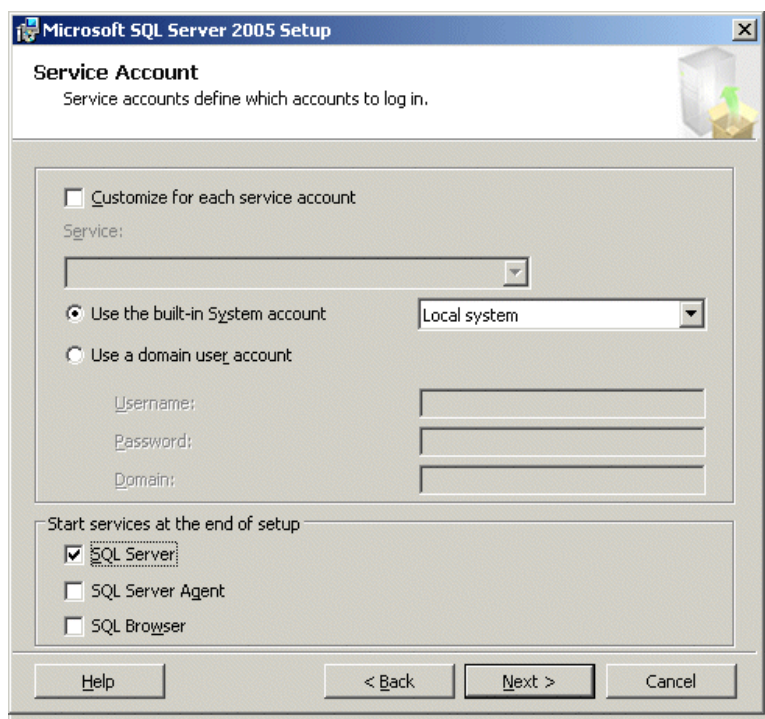 Microsoft SQL Server 2005 Setup
Service Account
Service accounts define which accounts to log in.
Customize for each service account
Service:
Use the built-in System account Local system
Use a domain user account
Username:
Password:
Domain:
Start services at the end of setup
SQL Server
SQL Server Agent
SQL Browser
Help < Back Next > Cancel